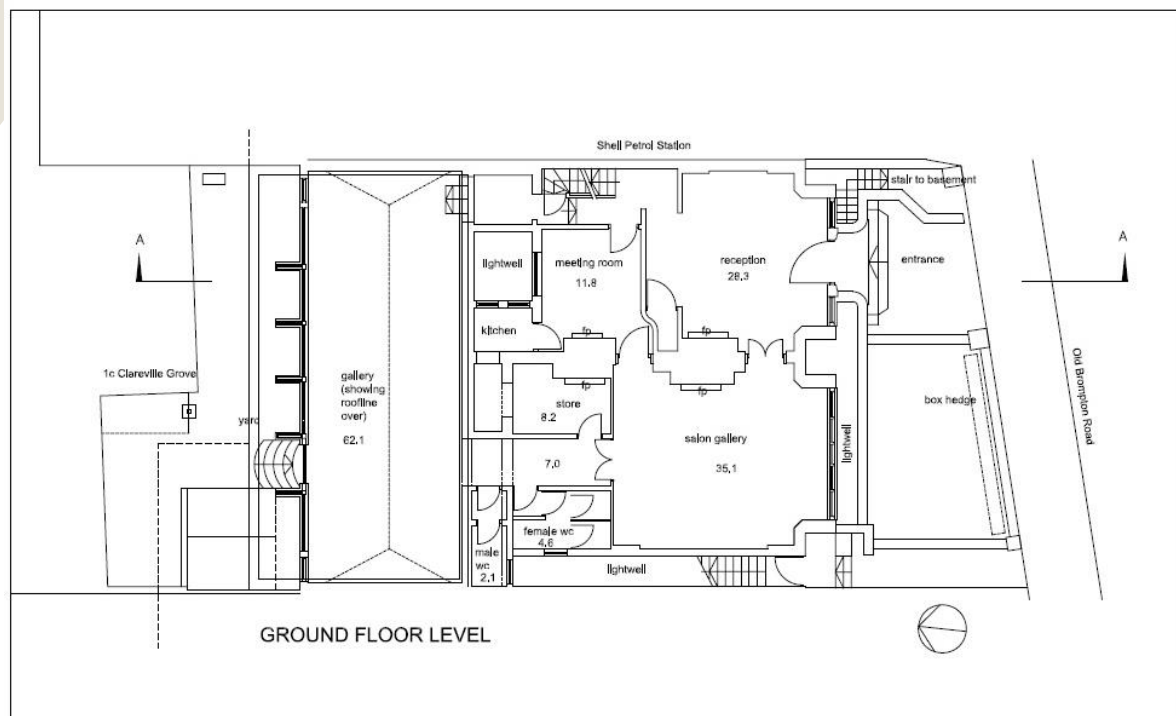 Shell Petrol Station
stair to basement
A
A
lightwell
meeting room
11.8
reception
28.3
entrance
kitchen
fp
fp
1c Clareville Grove
gallery
(showing
roofline
over)
62.1
fp
fp
store
8.2
box hedge
Old Brompton Road
yard
salon gallery
35.1
lightwell
7.0
female wc
4.6
male
wc
2.1
lightwell
GROUND FLOOR LEVEL